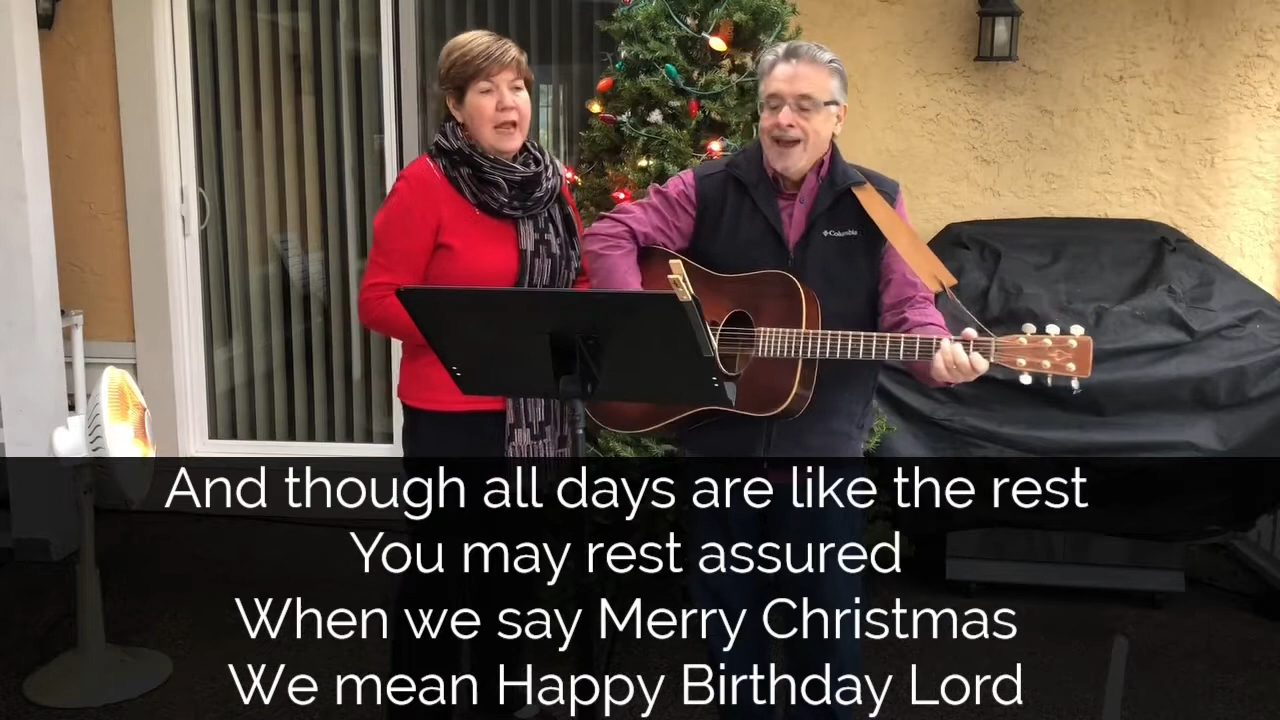 Columbia
And though all days are like the rest
You may rest assured
When we say Merry Christmas
We mean Happy Birthday Lord